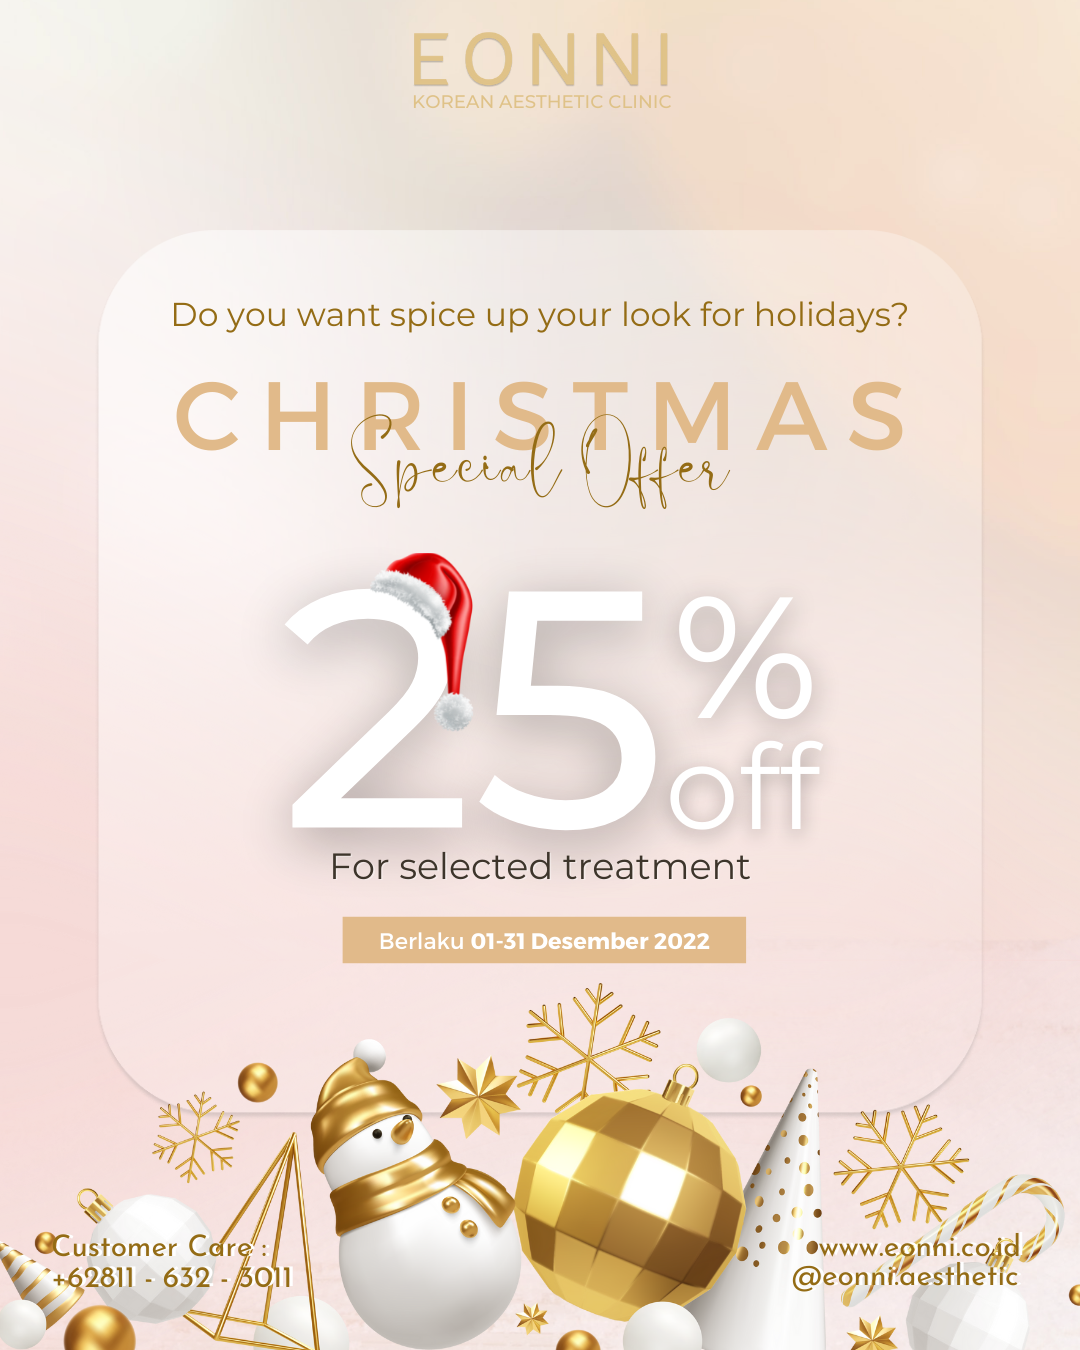 EONNI
KOREAN AESTHETIC CLINIC
Do you want spice up your look for holidays?
CHRISTMAS
Special Offer
25%
off
For selected treatment
Berlaku 01-31 Desember 2022
Customer Care :
+62811 - 632 - 3011
www.eonni.co.id
@eonni.aesthetic